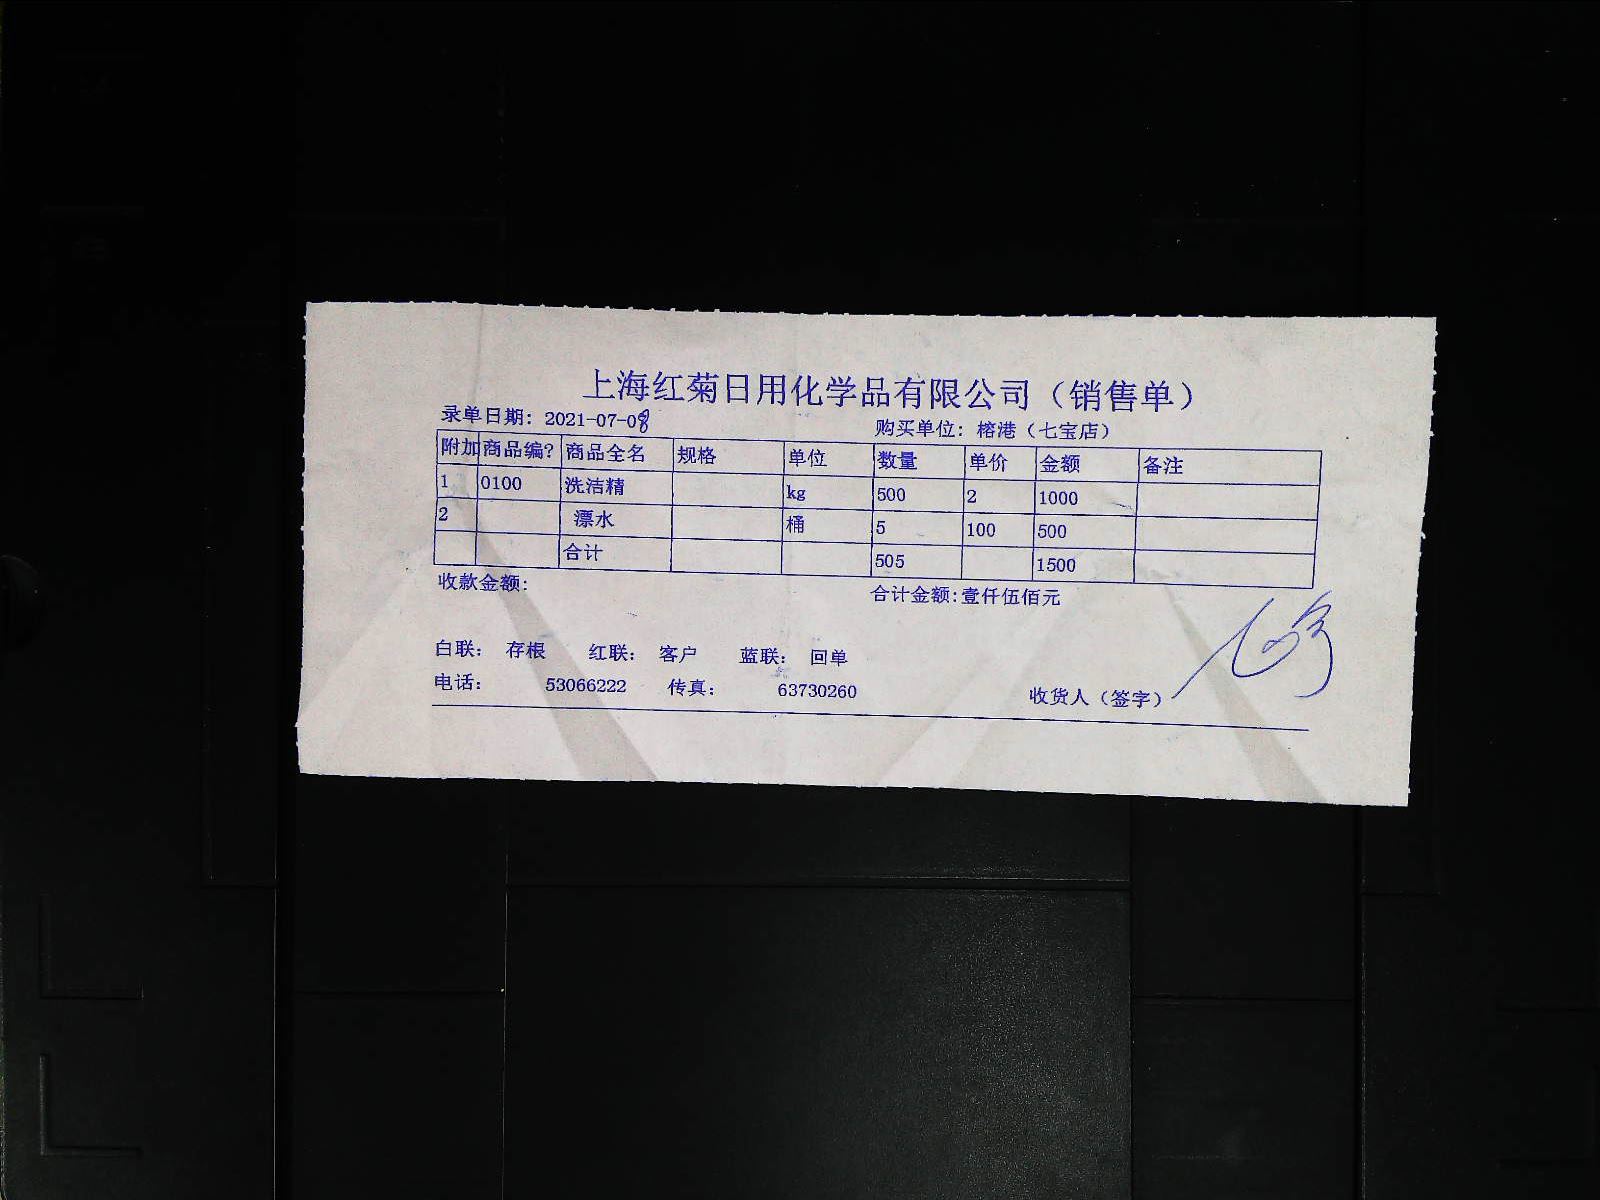 上海红菊日用化学品有限公司（销售单）
录单日期: 2021-07-08 购买单位: 榕港（七宝店）
附加 商品编? 商品全名 规格 单位 数量 单价 金额 备注
1 0100 洗洁精 kg 500 2 1000
2 漂水 桶 5 100 500
合计 505 1500
收款金额: 合计金额:壹仟伍佰元
白联: 存根 红联: 客户 蓝联: 回单
电话: 53066222 传真: 63730260 收货人（签字）